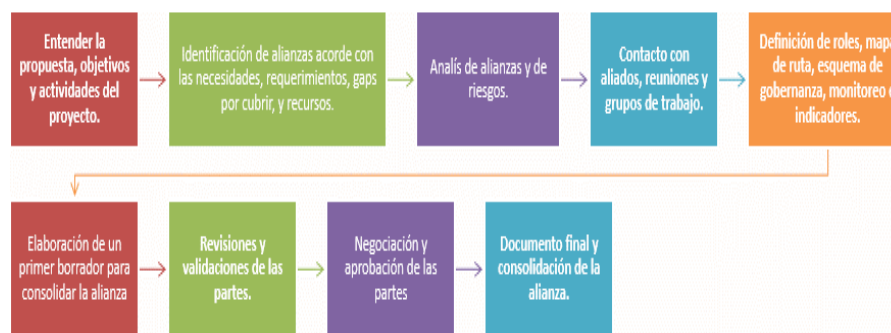 Entender la
propuesta, objetivos
y actividades del
proyecto.
Identificación de alianzas acorde con
las necesidades, requerimientos, gaps
por cubrir, y recursos.
Analís de alianzas y de
riesgos.
Contacto con
aliados, reuniones y
grupos de trabajo.
Definición de roles, mapa
de ruta, esquema de
gobernanza, monitoreo e
indicadores.
Elaboración de un
primer borrador para
consolidar la alianza
Revisiones y
validaciones de las
partes.
Negociación y
aprobación de las
partes
Documento final y
consolidación de la
alianza.